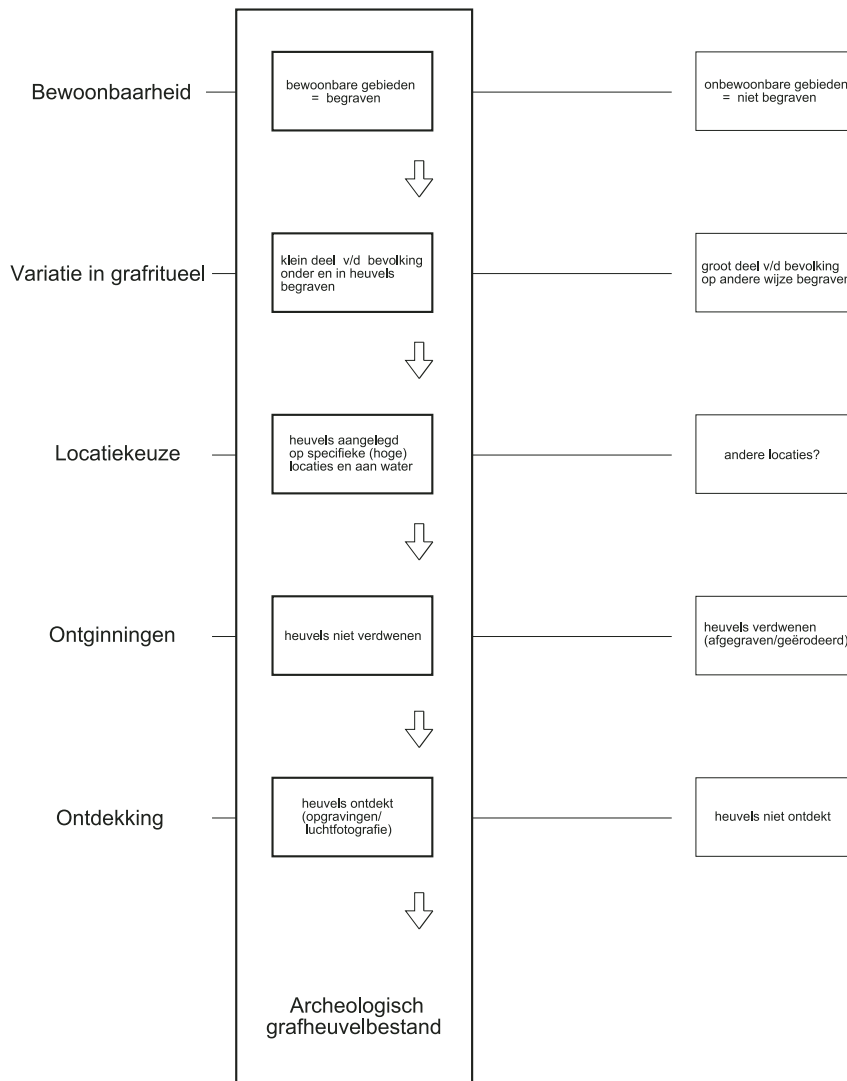 Bewoonbaarheid
bewoonbare gebieden
= begraven
onbewoonbare gebieden
= niet begraven
Variatie in grafritueel
klein deel v/d bevolking
onder en in heuvels
begraven
groot deel v/d bevolking
op andere wijze begraven
Locatiekeuze
heuvels aangelegd
op specifieke (hoge)
locaties en aan water
andere locaties?
Ontginningen
heuvels niet verdwenen
heuvels verdwenen
(afgegraven/geërodeerd)
Ontdekking
heuvels ontdekt
(opgravingen/
luchtfotografie)
heuvels niet ontdekt
Archeologisch
grafheuvelbestand